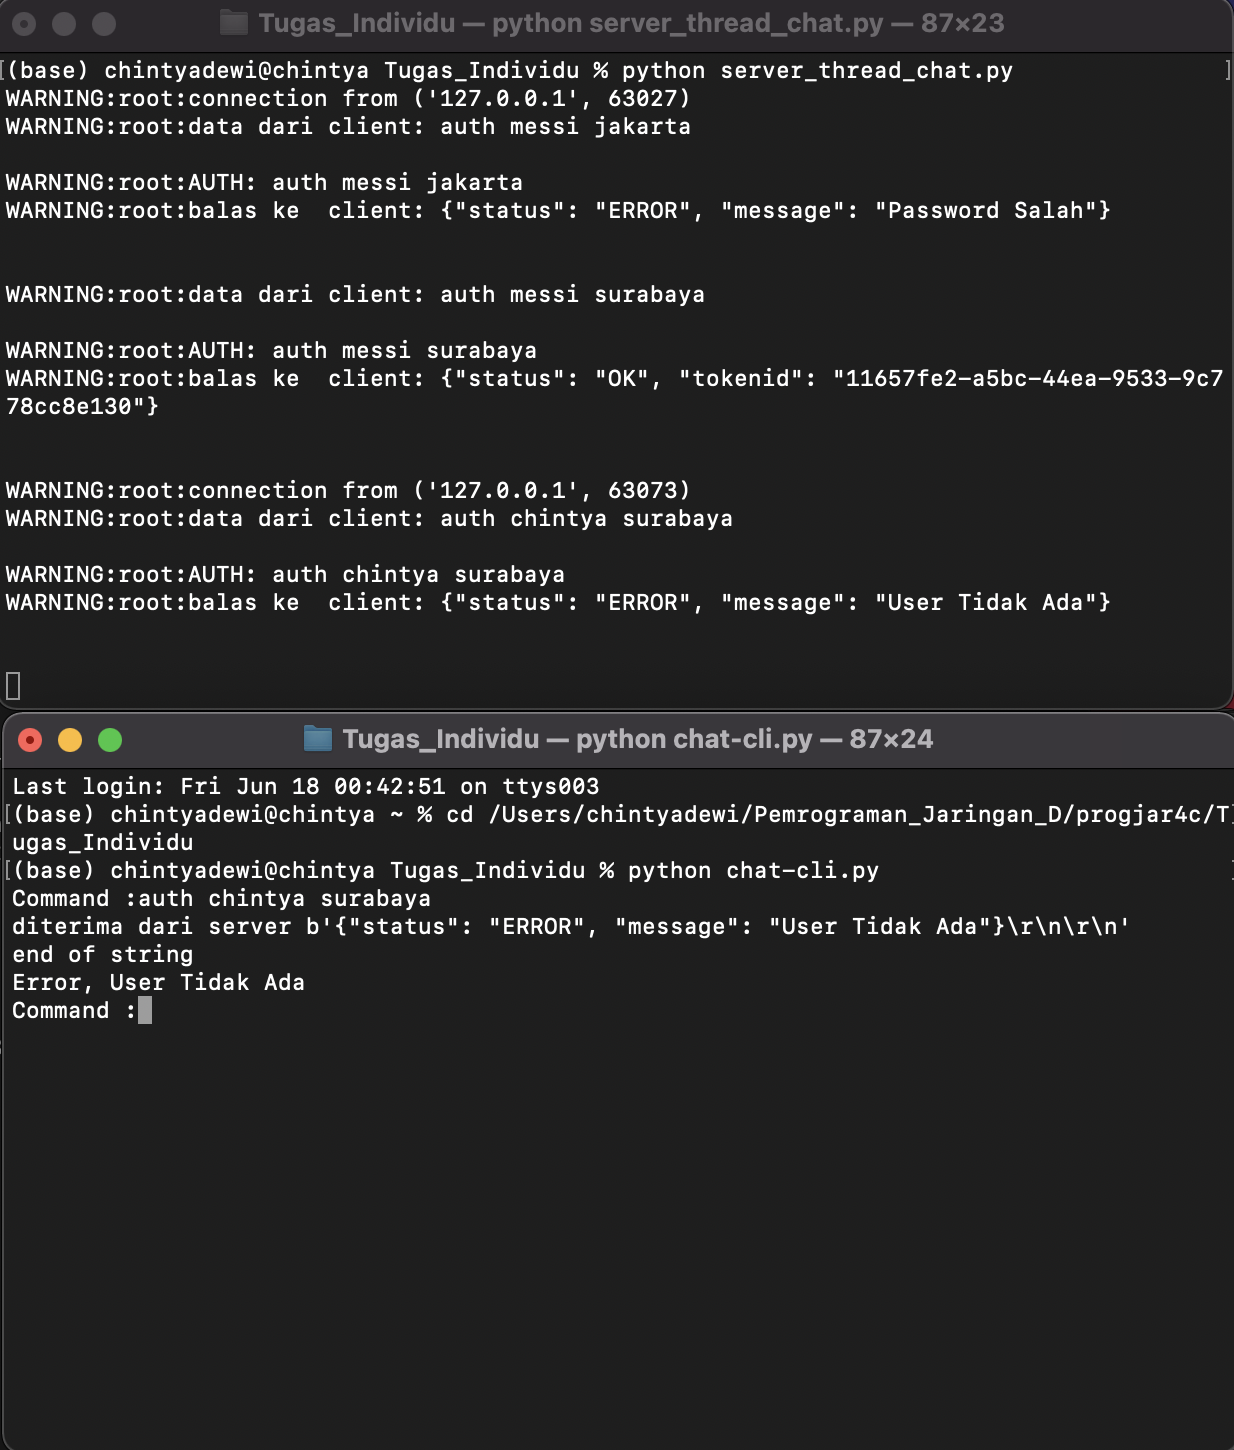 Tugas_Individu — python server_thread_chat.py — 87×23
(base) chintyadewi@chintya Tugas_Individu % python server_thread_chat.py
WARNING:root:connection from ('127.0.0.1', 63027)
WARNING:root:data dari client: auth messi jakarta
WARNING:root:AUTH: auth messi jakarta
WARNING:root:balas ke  client: {"status": "ERROR", "message": "Password Salah"}
WARNING:root:data dari client: auth messi surabaya
WARNING:root:AUTH: auth messi surabaya
WARNING:root:balas ke  client: {"status": "OK", "tokenid": "11657fe2-a5bc-44ea-9533-9c7
78cc8e130"}
WARNING:root:connection from ('127.0.0.1', 63073)
WARNING:root:data dari client: auth chintya surabaya
WARNING:root:AUTH: auth chintya surabaya
WARNING:root:balas ke  client: {"status": "ERROR", "message": "User Tidak Ada"}
Tugas_Individu — python chat-cli.py — 87×24
Last login: Fri Jun 18 00:42:51 on ttys003
(base) chintyadewi@chintya ~ % cd /Users/chintyadewi/Pemrograman_Jaringan_D/progjar4c/T
ugas_Individu
(base) chintyadewi@chintya Tugas_Individu % python chat-cli.py
Command :auth chintya surabaya
diterima dari server b'{"status": "ERROR", "message": "User Tidak Ada"}\r\n\r\n'
end of string
Error, User Tidak Ada
Command :